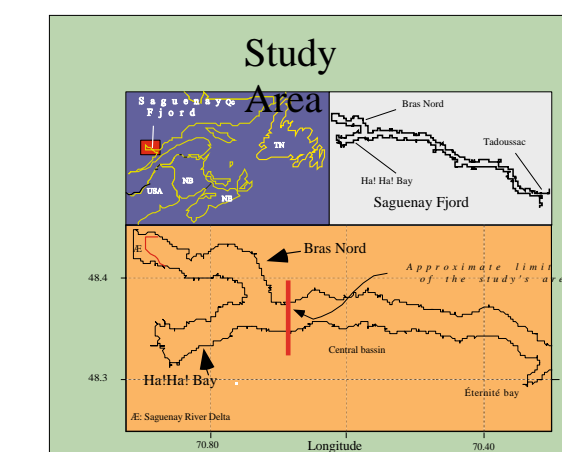 Study
Area
Saguenay Qc
Fjord
TN
NB
USA
NE
Bras Nord
Tadoussac
Ha! Ha! Bay
Saguenay Fjord
Æ
Bras Nord
Approximate limit
of the study's are
48.4
Central bassin
48.3
Ha!Ha! Bay
Éternité bay
Æ: Saguenay River Delta
70.80
Longitude
70.40